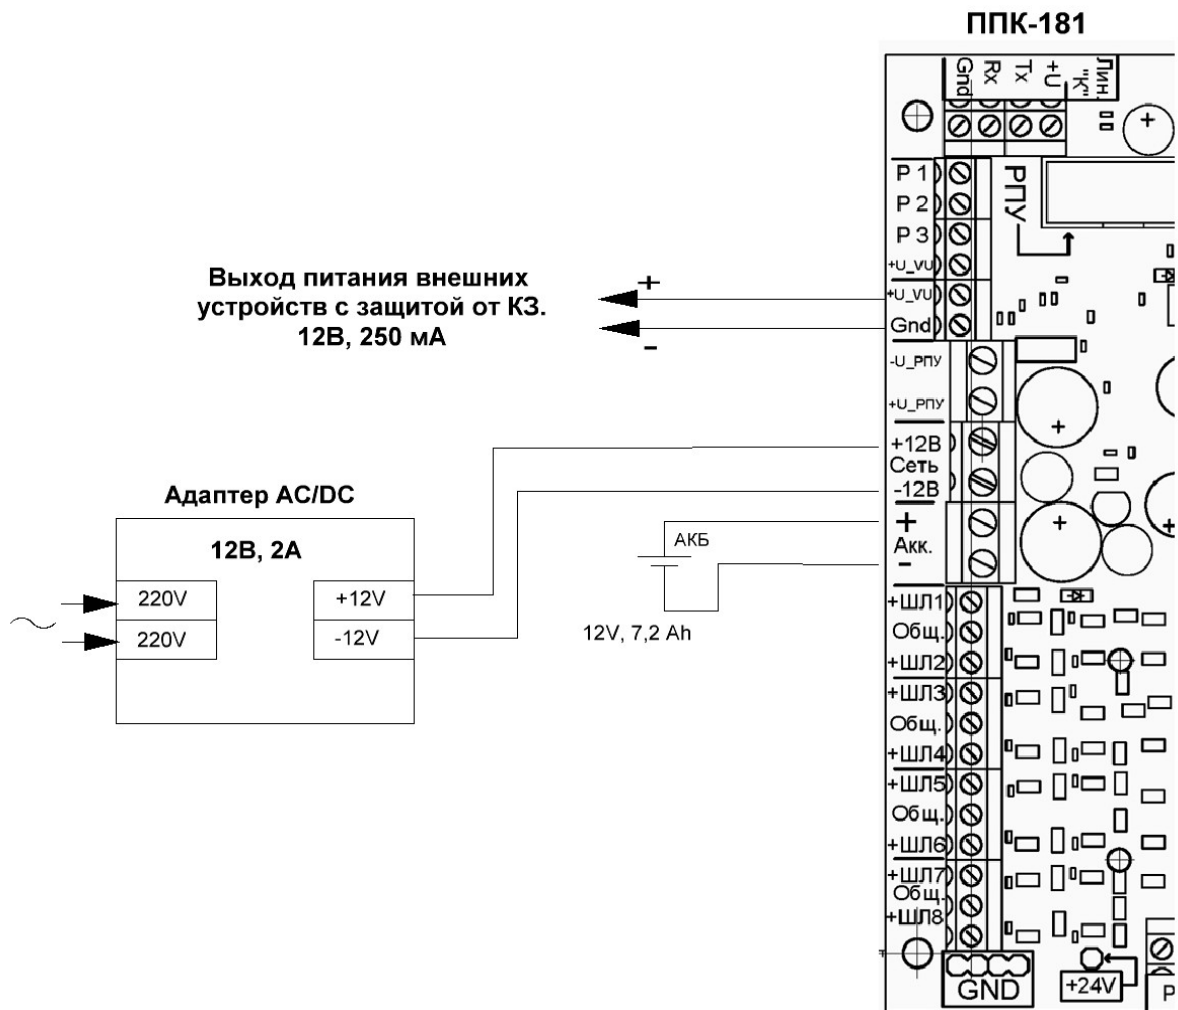 ППК-181
Gnd
Rx
Tx
+U
"К"
Лин.
P 1
P 2
P 3
+U_VU
+U_VU
Gnd
РПУ
Выход питания внешних
устройств с защитой от КЗ.
12В, 250 мА
+
-
-U_РПУ
+U_РПУ
+12В
Сеть
-12В
+
Акк.
-
Адаптер AC/DC
12В, 2А
220V
220V
+12V
-12V
АКБ
12V, 7,2 Ah
+ШЛ1
Общ.
+ШЛ2
+ШЛ3
Общ.
+ШЛ4
+ШЛ5
Общ.
+ШЛ6
+ШЛ7
Общ.
+ШЛ8
GND
+24V
P